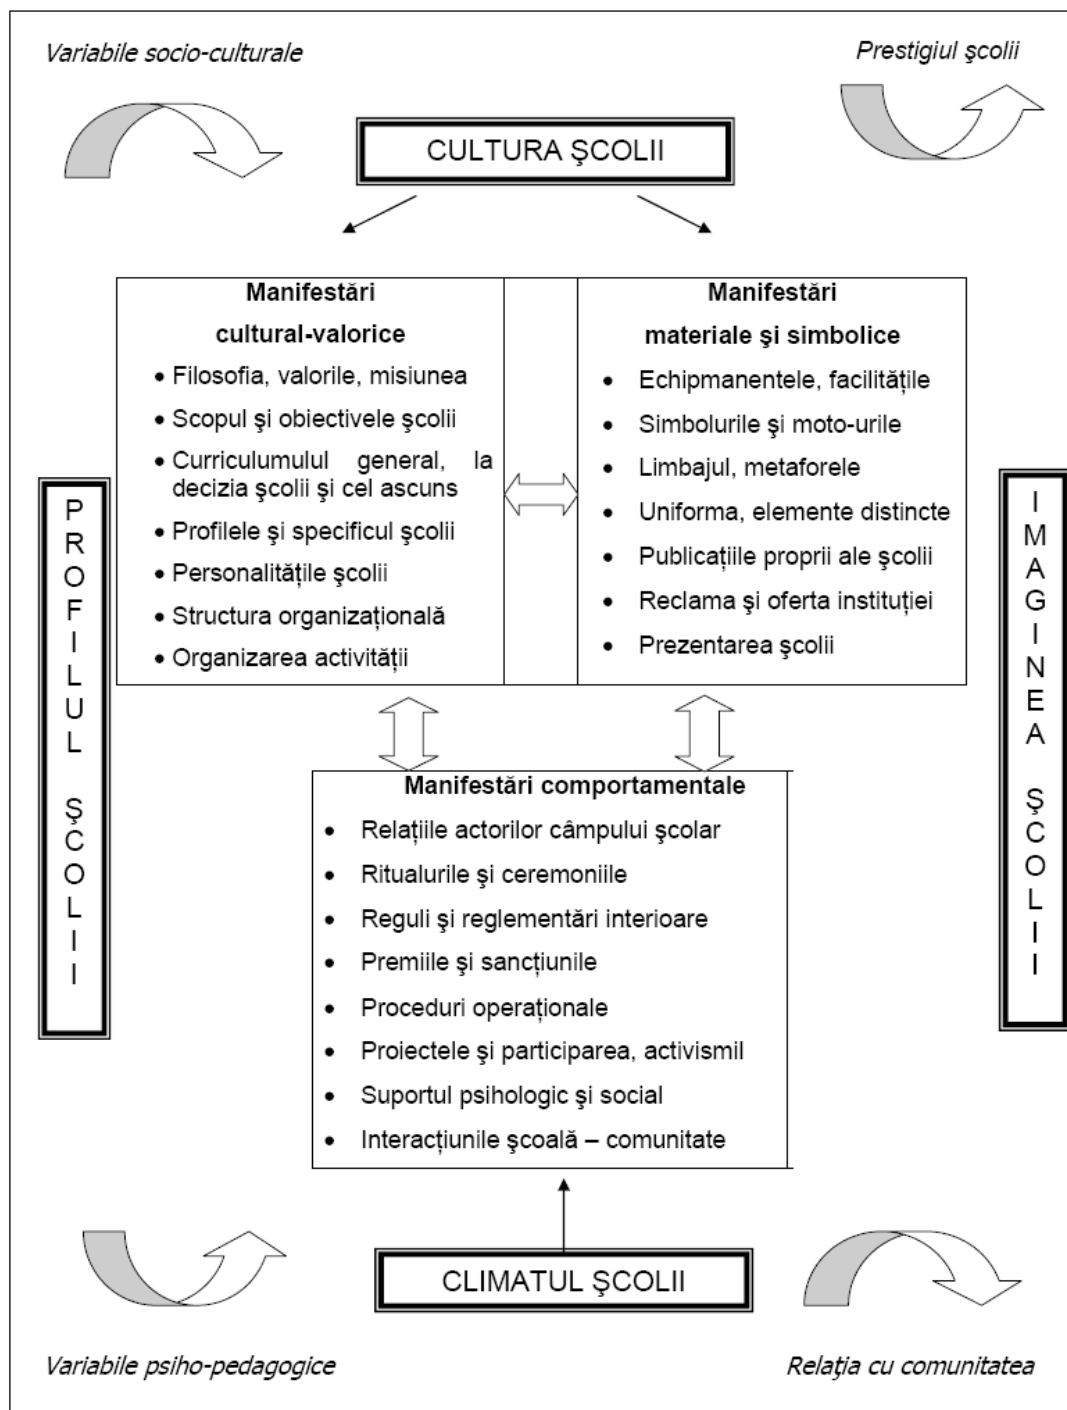 Variabile socio-culturale
Prestigiul şcolii
CULTURA ŞCOLII
Manifestări
cultural-valorice
• Filosofia, valorile, misiunea
• Scopul şi obiectivele şcolii
• Curriculumulul general, la
decizia şcolii şi cel ascuns
• Profilele şi specificul şcolii
• Personalităţile şcolii
• Structura organizaţională
• Organizarea activităţii
Manifestări
materiale şi simbolice
• Echipmanentele, facilităţile
• Simbolurile şi moto-urile
• Limbajul, metaforele
• Uniforma, elemente distincte
• Publicaţiile proprii ale şcolii
• Reclama şi oferta instituţiei
• Prezentarea şcolii
PROFILUL ŞCOLII
IMAGINEA ŞCOLII
Manifestări comportamentale
• Relaţiile actorilor câmpului şcolar
• Ritualurile şi ceremoniile
• Reguli şi reglementări interioare
• Premiile şi sancţiunile
• Proceduri operaţionale
• Proiectele şi participarea, activismil
• Suportul psihologic şi social
• Interacţiunile şcoală – comunitate
CLIMATUL ŞCOLII
Variabile psiho-pedagogice
Relaţia cu comunitatea